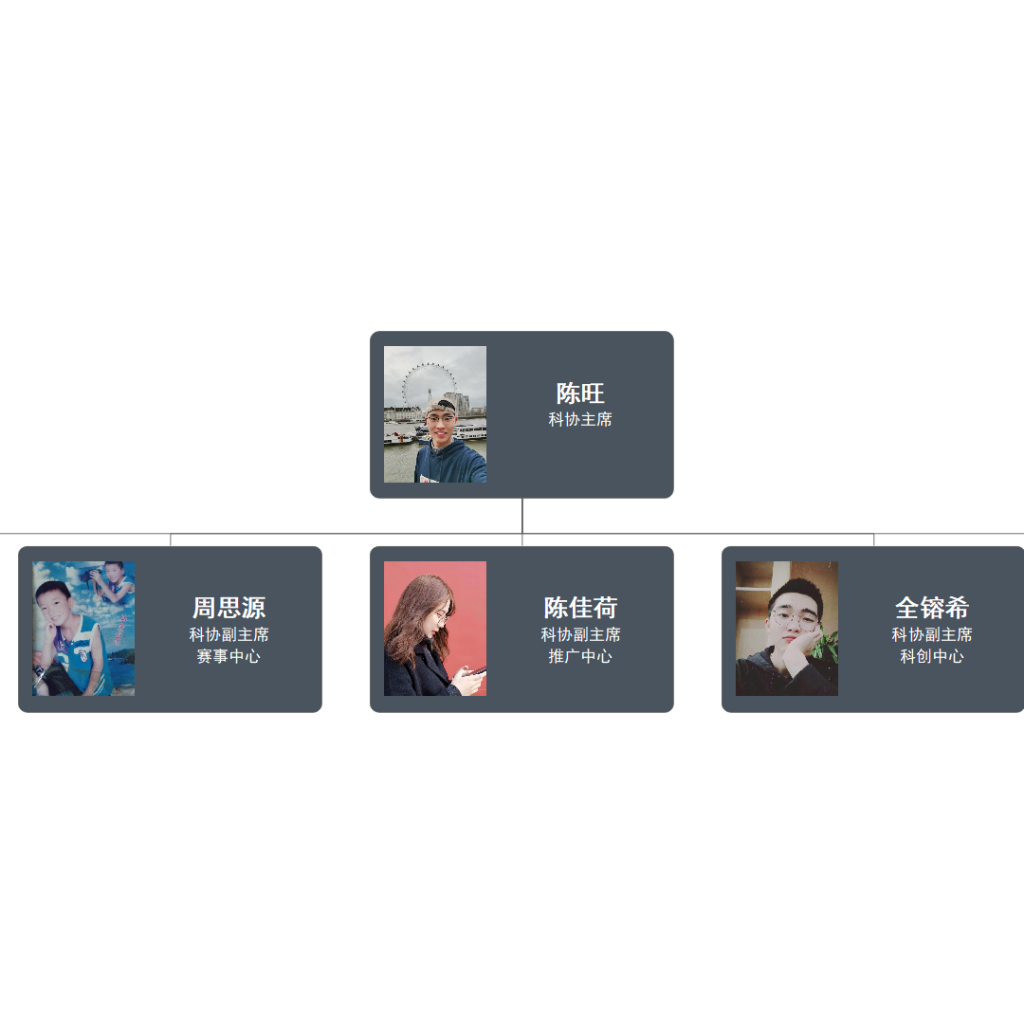 陈旺
科协主席
周思源
科协副主席
赛事中心
陈佳荷
科协副主席
推广中心
全镕希
科协副主席
科创中心